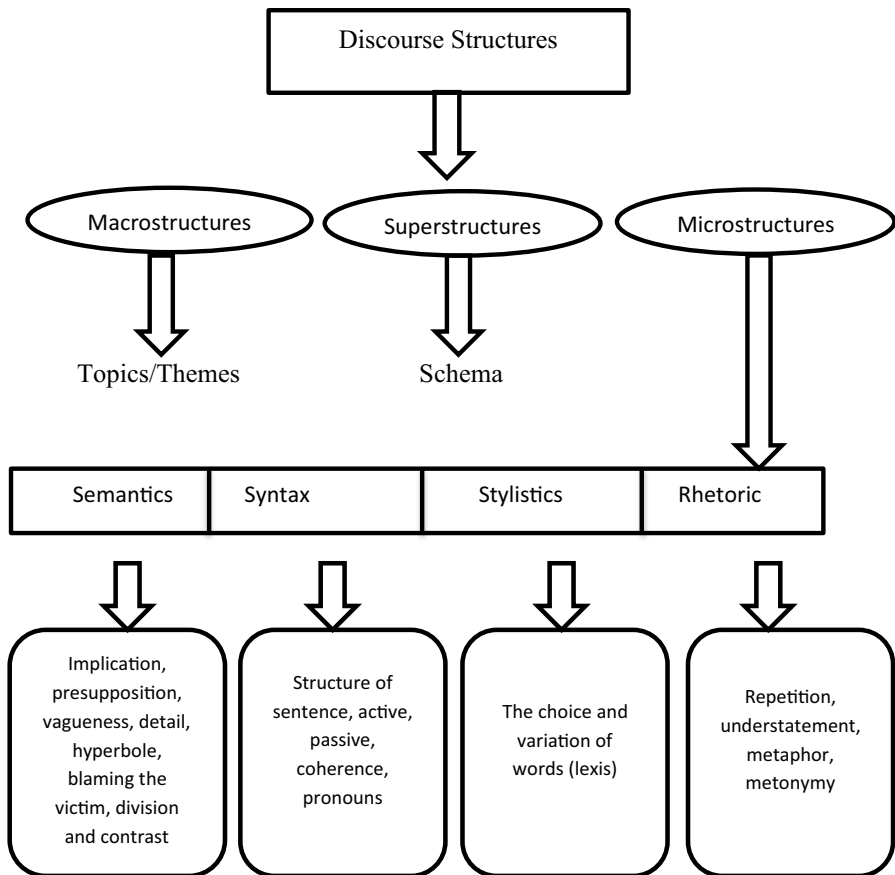 Discourse Structures
Macrostructures
Superstructures
Microstructures
Topics/Themes
Schema
Semantics
Syntax
Stylistics
Rhetoric
Implication,
presupposition,
vagueness, detail,
hyperbole,
blaming the
victim, division
and contrast
Structure of
sentence, active,
passive,
coherence,
pronouns
The choice and
variation of
words (lexis)
Repetition,
understatement,
metaphor,
metonymy